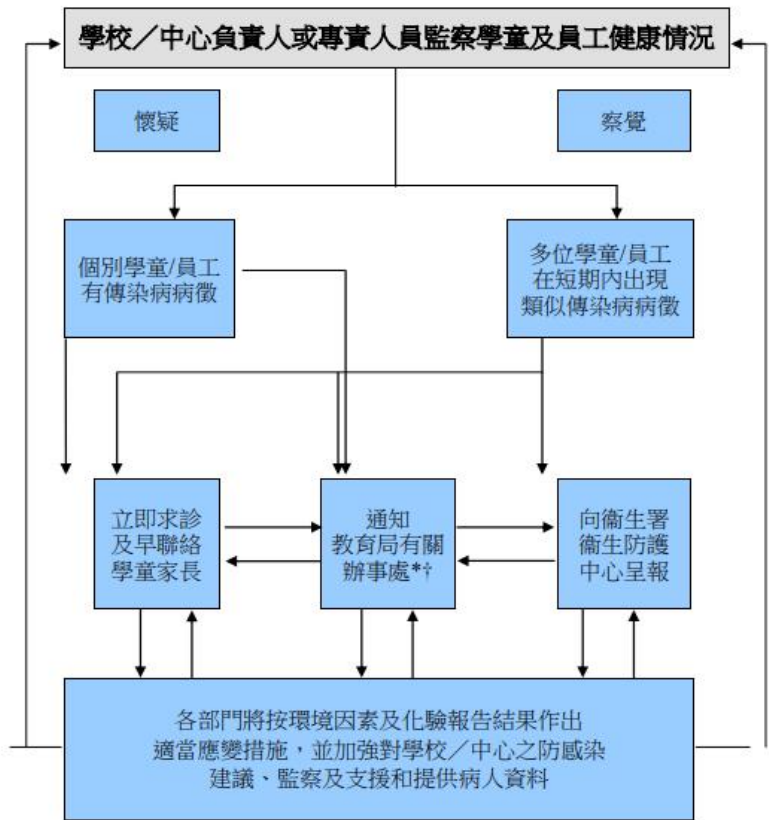 學校／中心負責人或專責人員監察學童及員工健康情況
懷疑
察覺
個別學童/員工
有傳染病病徵
多位學童/員工
在短期內出現
類似傳染病病徵
立即求診
及早聯絡
學童家長
通知
教育局有關
辦事處*†
向衞生署
衞生防護
中心呈報
各部門將按環境因素及化驗報告結果作出
適當應變措施，並加強對學校／中心之防感染
建議、監察及支援和提供病人資料